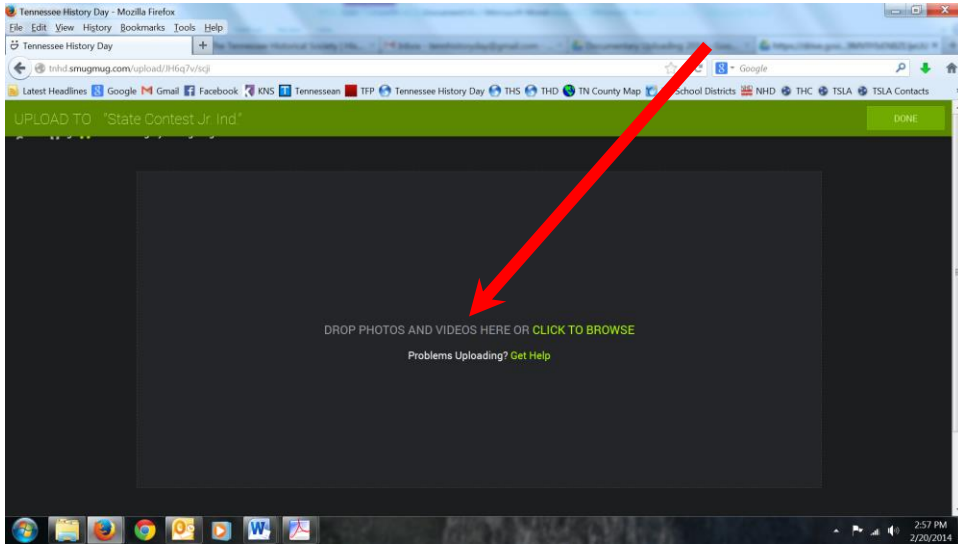 Tennessee History Day - Mozilla Firefox
File Edit View History Bookmarks Tools Help
Tennessee History Day +
tnhd.smugmug.com/upload/JH6q7v/scji Google
Latest Headlines Google Gmail Facebook KNS Tennessean TFP Tennessee History Day THS THD TN County Map School Districts NHD THC TSLA TSLA Contacts
UPLOAD TO "State Contest Jr. Ind." DONE
DROP PHOTOS AND VIDEOS HERE OR CLICK TO BROWSE
Problems Uploading? Get Help
2:57 PM
2/20/2014